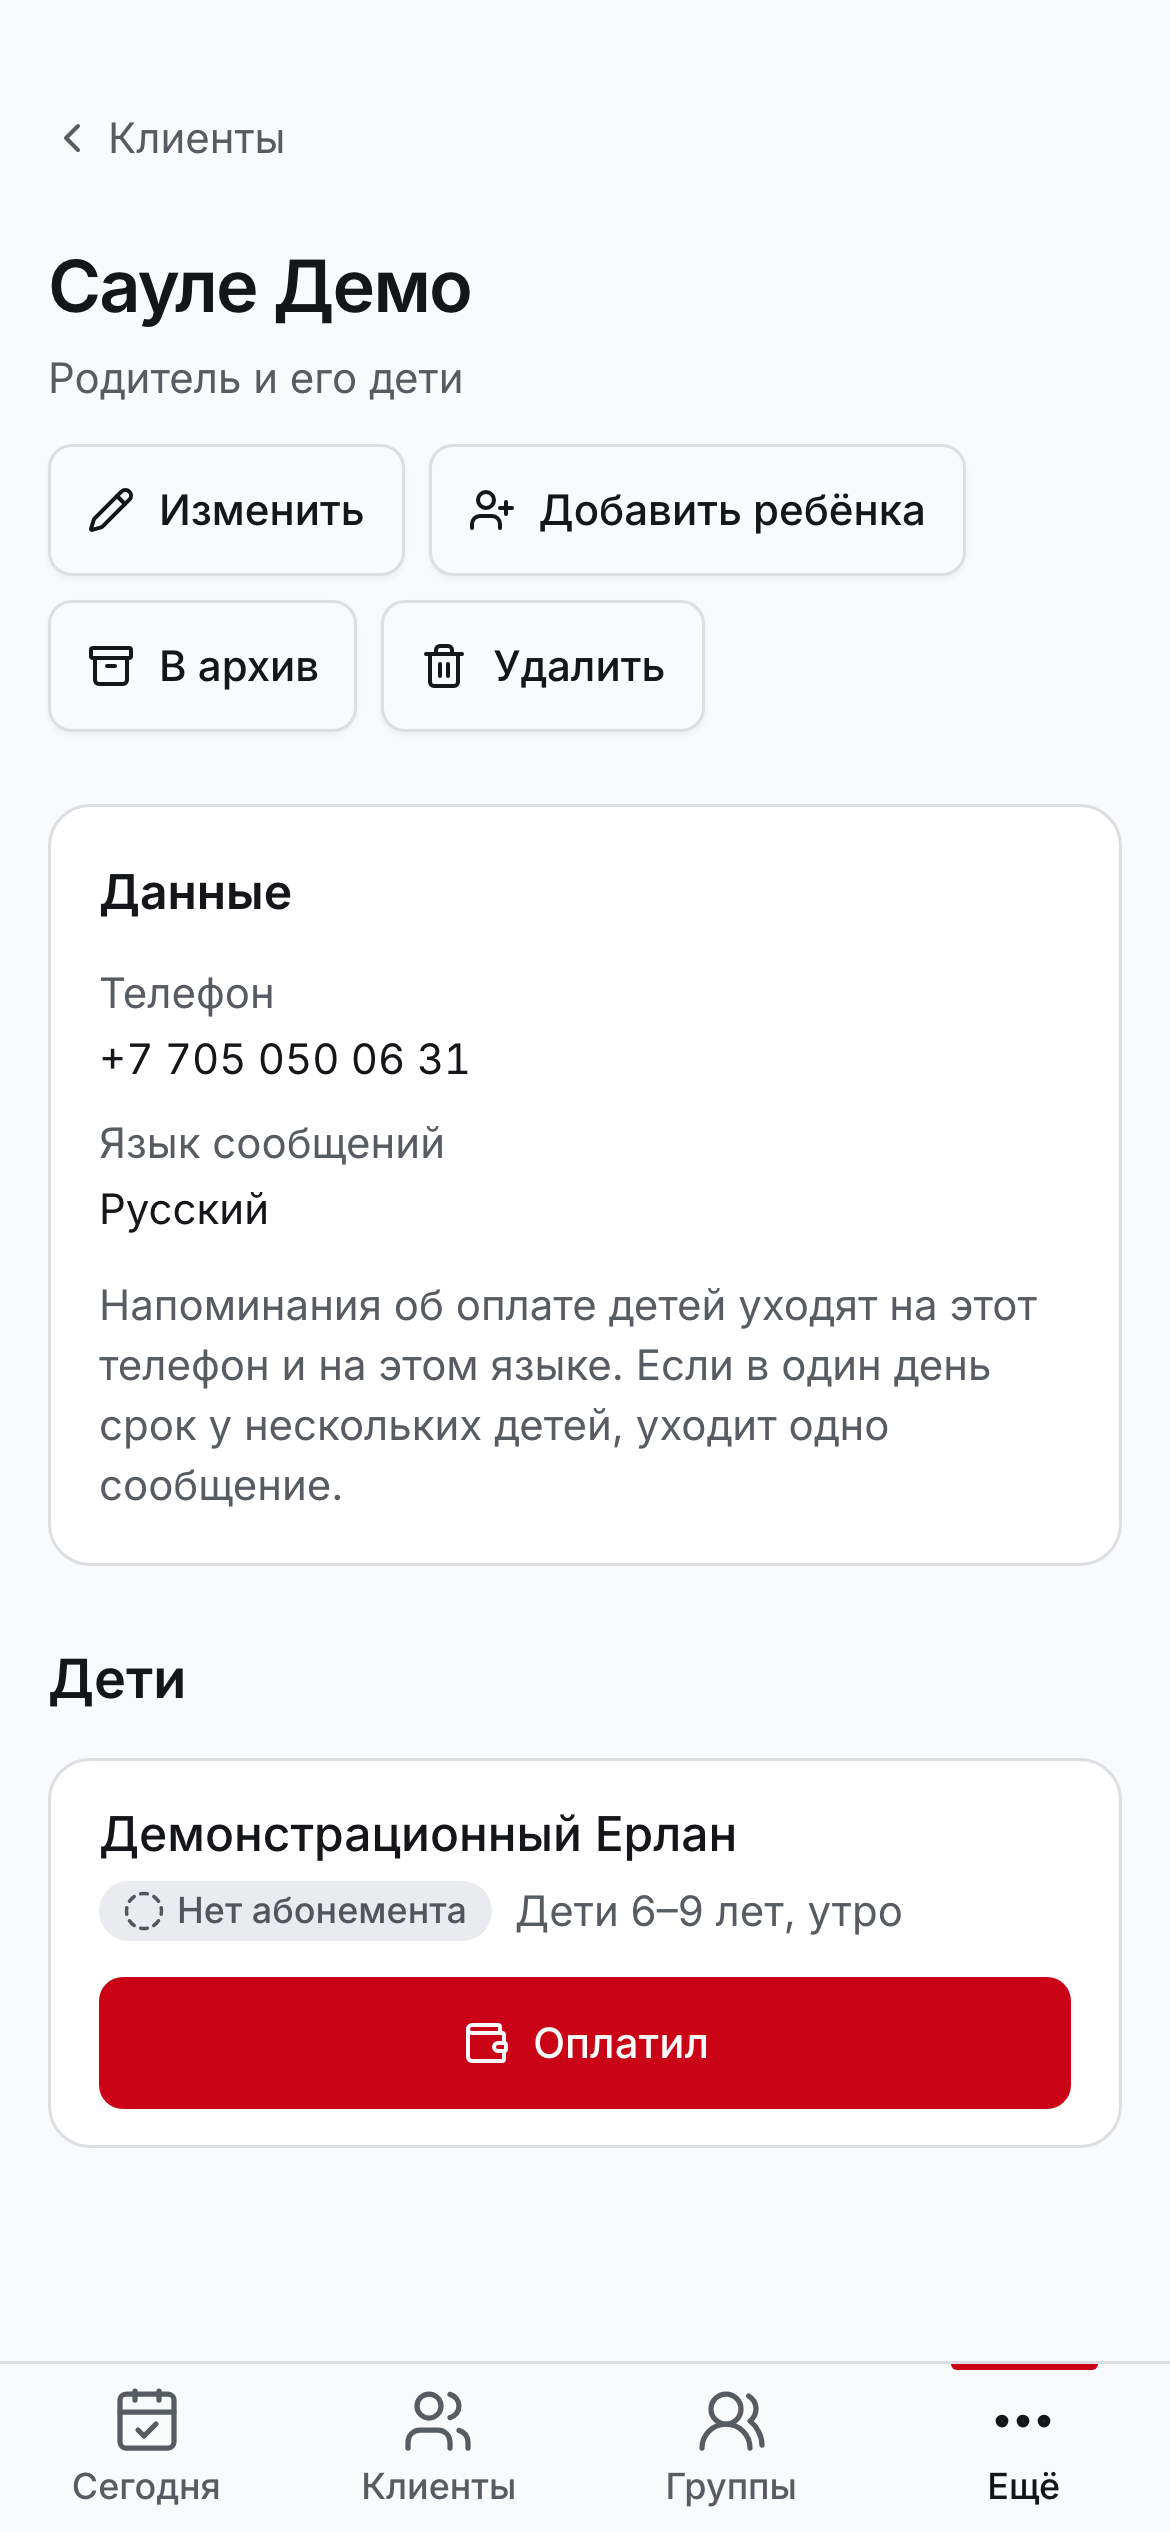 Клиенты
Сауле Демо
Родитель и его дети
Изменить
Добавить ребёнка
В архив
Удалить
Данные
Телефон
+7 705 050 06 31
Язык сообщений
Русский
Напоминания об оплате детей уходят на этот
телефон и на этом языке. Если в один день
срок у нескольких детей, уходит одно
сообщение.
Дети
Демонстрационный Ерлан
Нет абонемента
Дети 6–9 лет, утро
Оплатил
Сегодня
Клиенты
Группы
Ещё